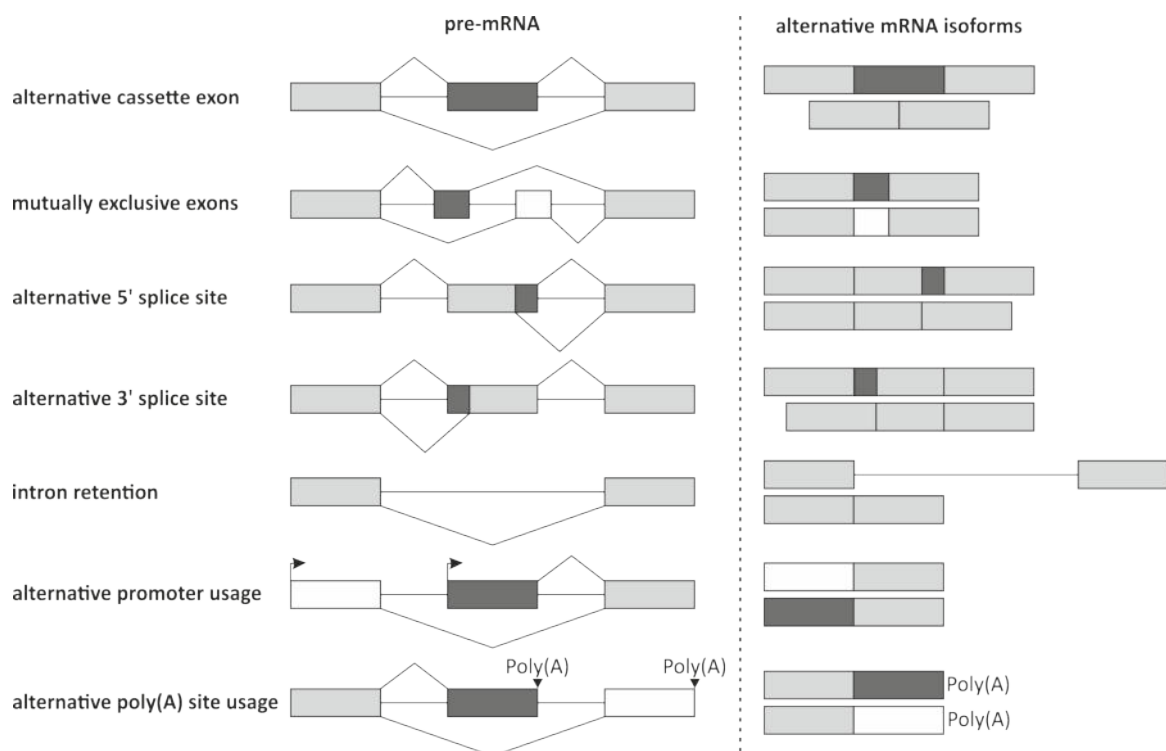 pre-mRNA
alternative mRNA isoforms
alternative cassette exon
mutually exclusive exons
alternative 5' splice site
alternative 3' splice site
intron retention
alternative promoter usage
Poly(A)
Poly(A)
alternative poly(A) site usage
Poly(A)
Poly(A)